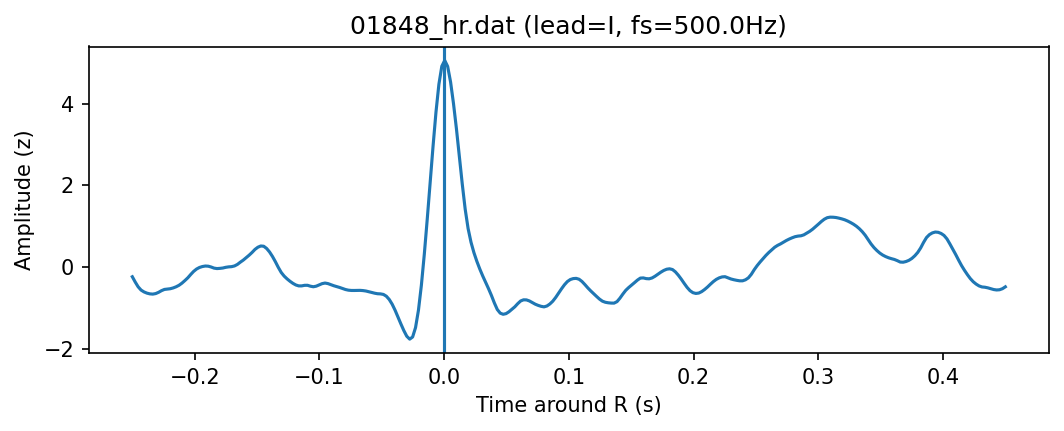 01848_hr.dat (lead=I, fs=500.0Hz)
Amplitude (z)
4
2
0
−2
−0.2 −0.1 0.0 0.1 0.2 0.3 0.4
Time around R (s)